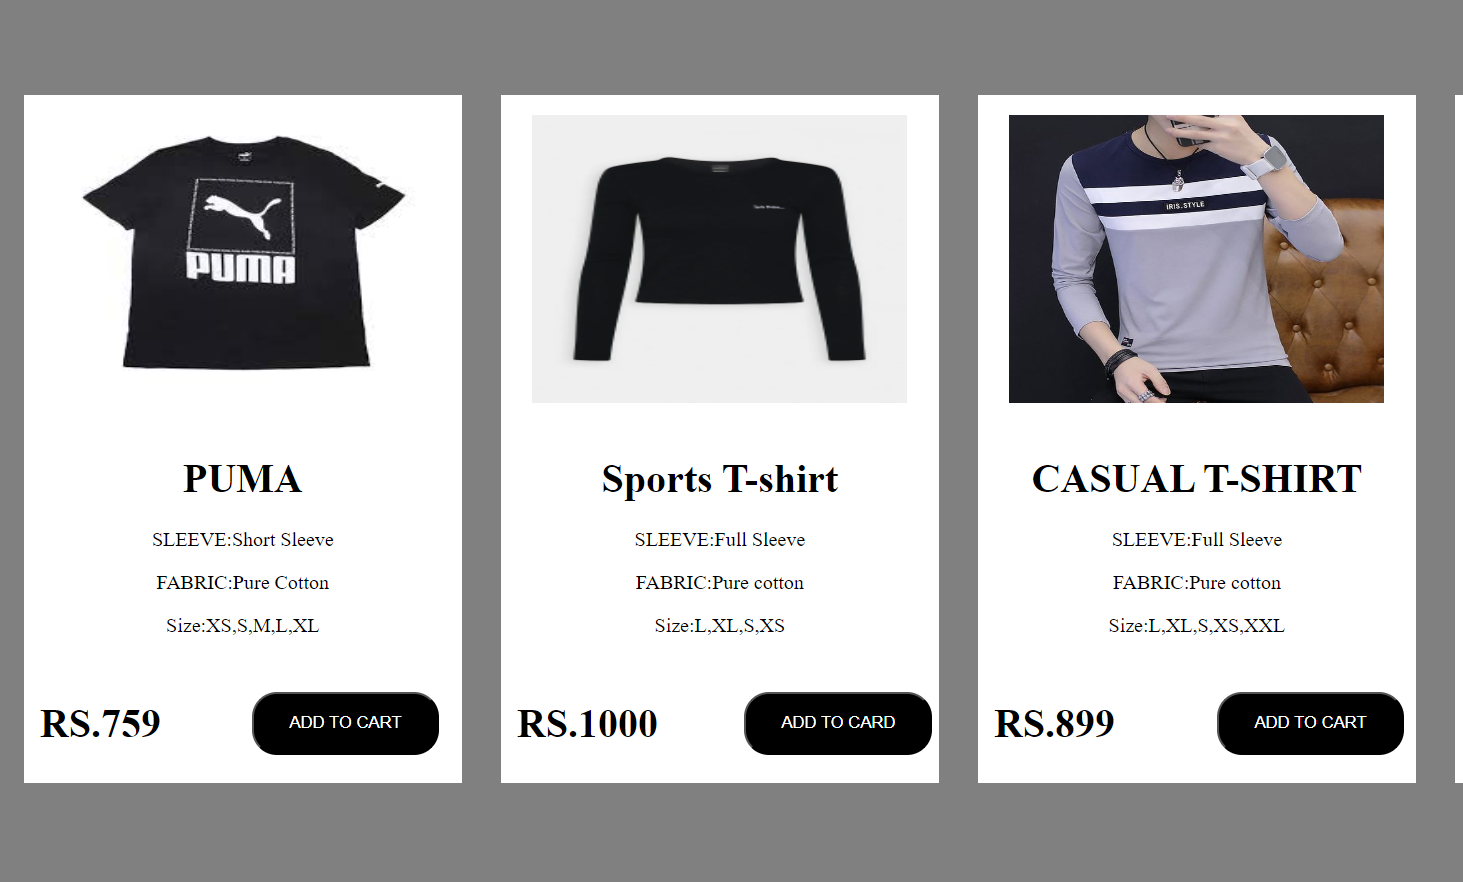 PUMA
IRIS.STYLE
PUMA
SLEEVE:Short Sleeve
FABRIC:Pure Cotton
Size:XS,S,M,L,XL
RS.759
ADD TO CART
Sports T-shirt
SLEEVE:Full Sleeve
FABRIC:Pure cotton
Size:L,XL,S,XS
RS.1000
ADD TO CARD
CASUAL T-SHIRT
SLEEVE:Full Sleeve
FABRIC:Pure cotton
Size:L,XL,S,XS,XXL
RS.899
ADD TO CART